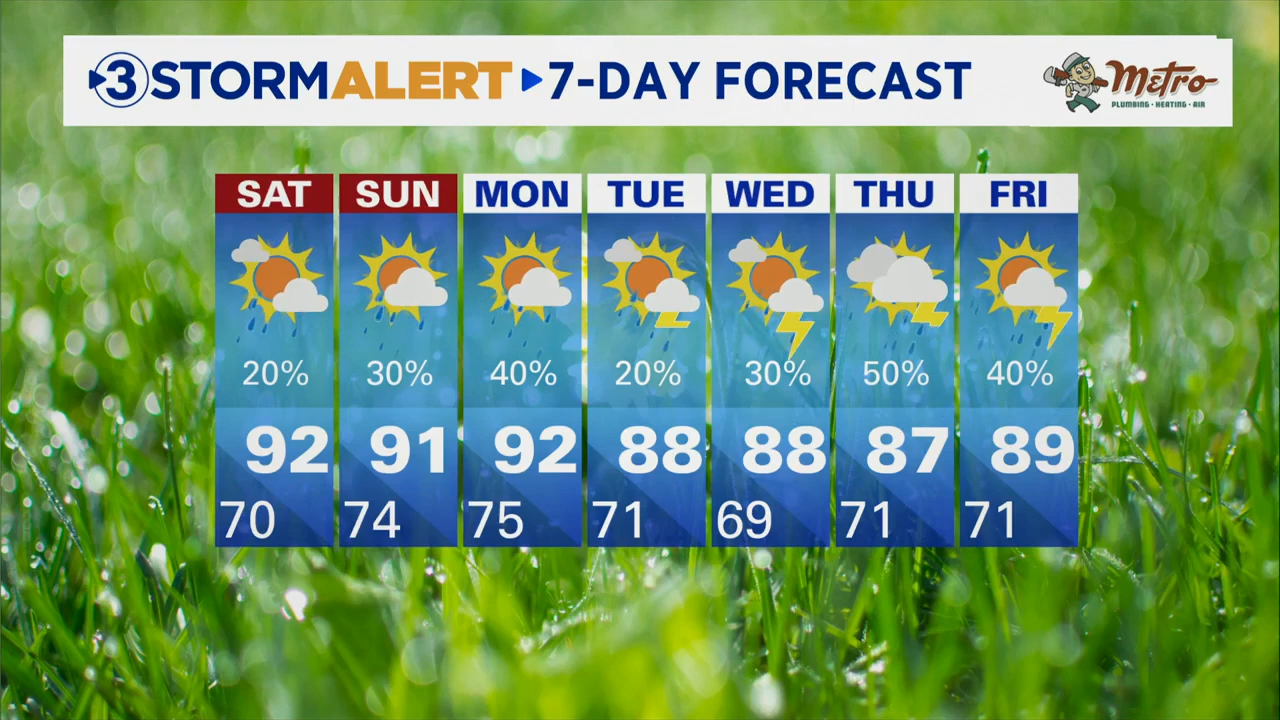 3 STORMALERT 7-DAY FORECAST
Metro
PLUMBING • HEATING • AIR
SAT SUN MON TUE WED THU FRI
20% 30% 40% 20% 30% 50% 40%
92 91 92 88 88 87 89
70 74 75 71 69 71 71